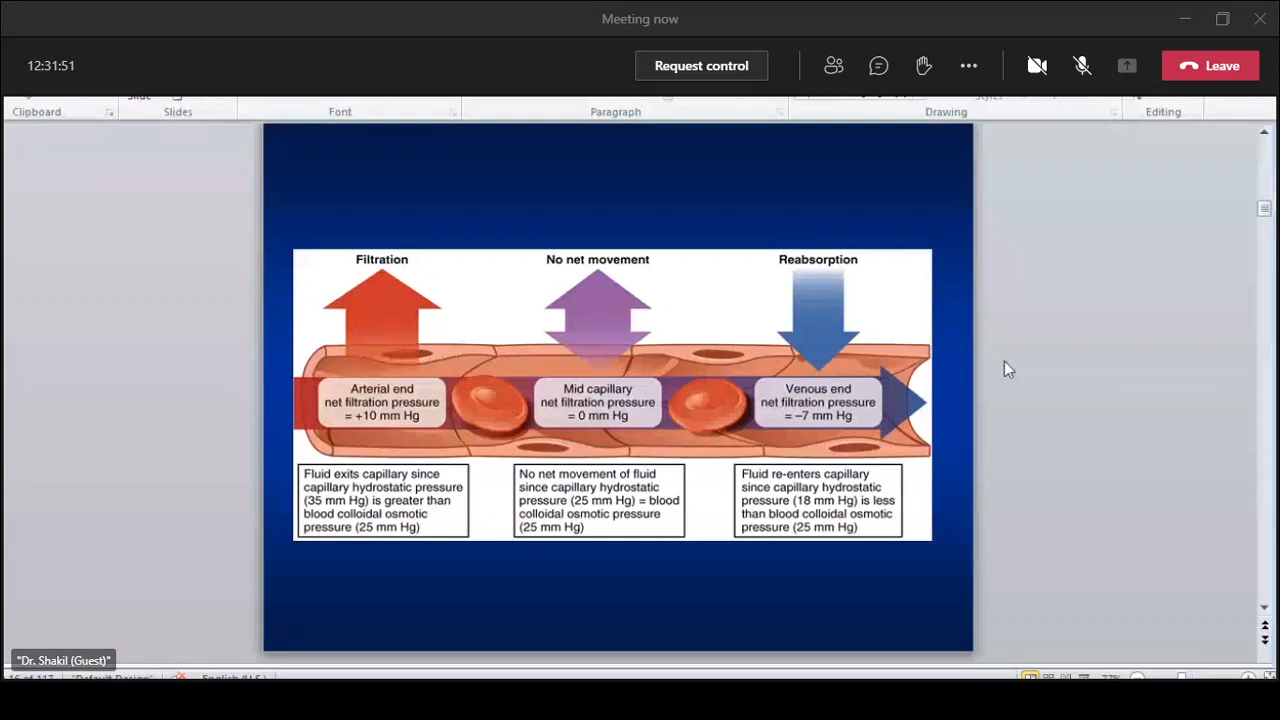 Meeting now
12:31:51
Request control
Leave
Clipboard
Slides
Font
Paragraph
Drawing
Editing
Filtration
No net movement
Reabsorption
Arterial end
net filtration pressure
= +10 mm Hg
Mid capillary
net filtration pressure
= 0 mm Hg
Venous end
net filtration pressure
= –7 mm Hg
Fluid exits capillary since
capillary hydrostatic pressure
(35 mm Hg) is greater than
blood colloidal osmotic
pressure (25 mm Hg)
No net movement of fluid
since capillary hydrostatic
pressure (25 mm Hg) = blood
colloidal osmotic pressure
(25 mm Hg)
Fluid re-enters capillary
since capillary hydrostatic
pressure (18 mm Hg) is less
than blood colloidal osmotic
pressure (25 mm Hg)
"Dr. Shakil (Guest)"
16 of 117
"Default Design"
English (U.S.)
77%